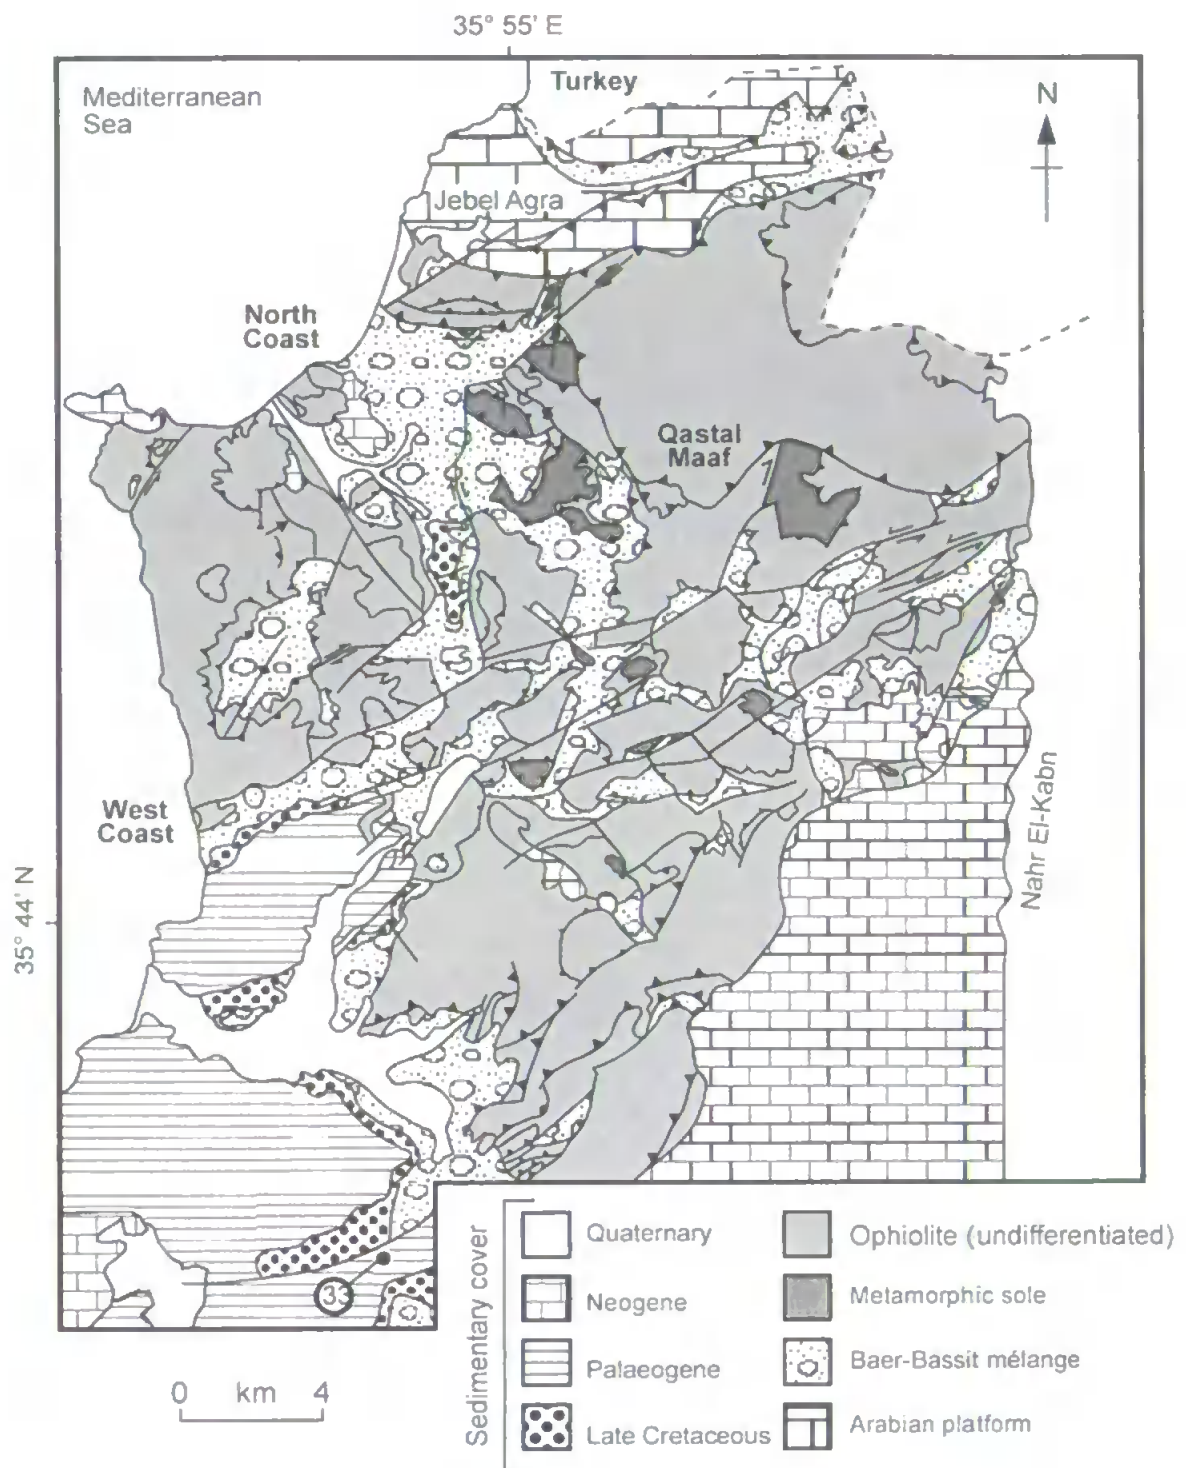 35° 55' E
Mediterranean
Sea
Turkey
N
Jebel Agra
North
Coast
Qastal
Maaf
West
Coast
35° 44' N
Nahr El-Kabn
33
0 km 4
Sedimentary cover
Quaternary
Neogene
Palaeogene
Late Cretaceous
Ophiolite (undifferentiated)
Metamorphic sole
Baer-Bassit mélange
Arabian platform